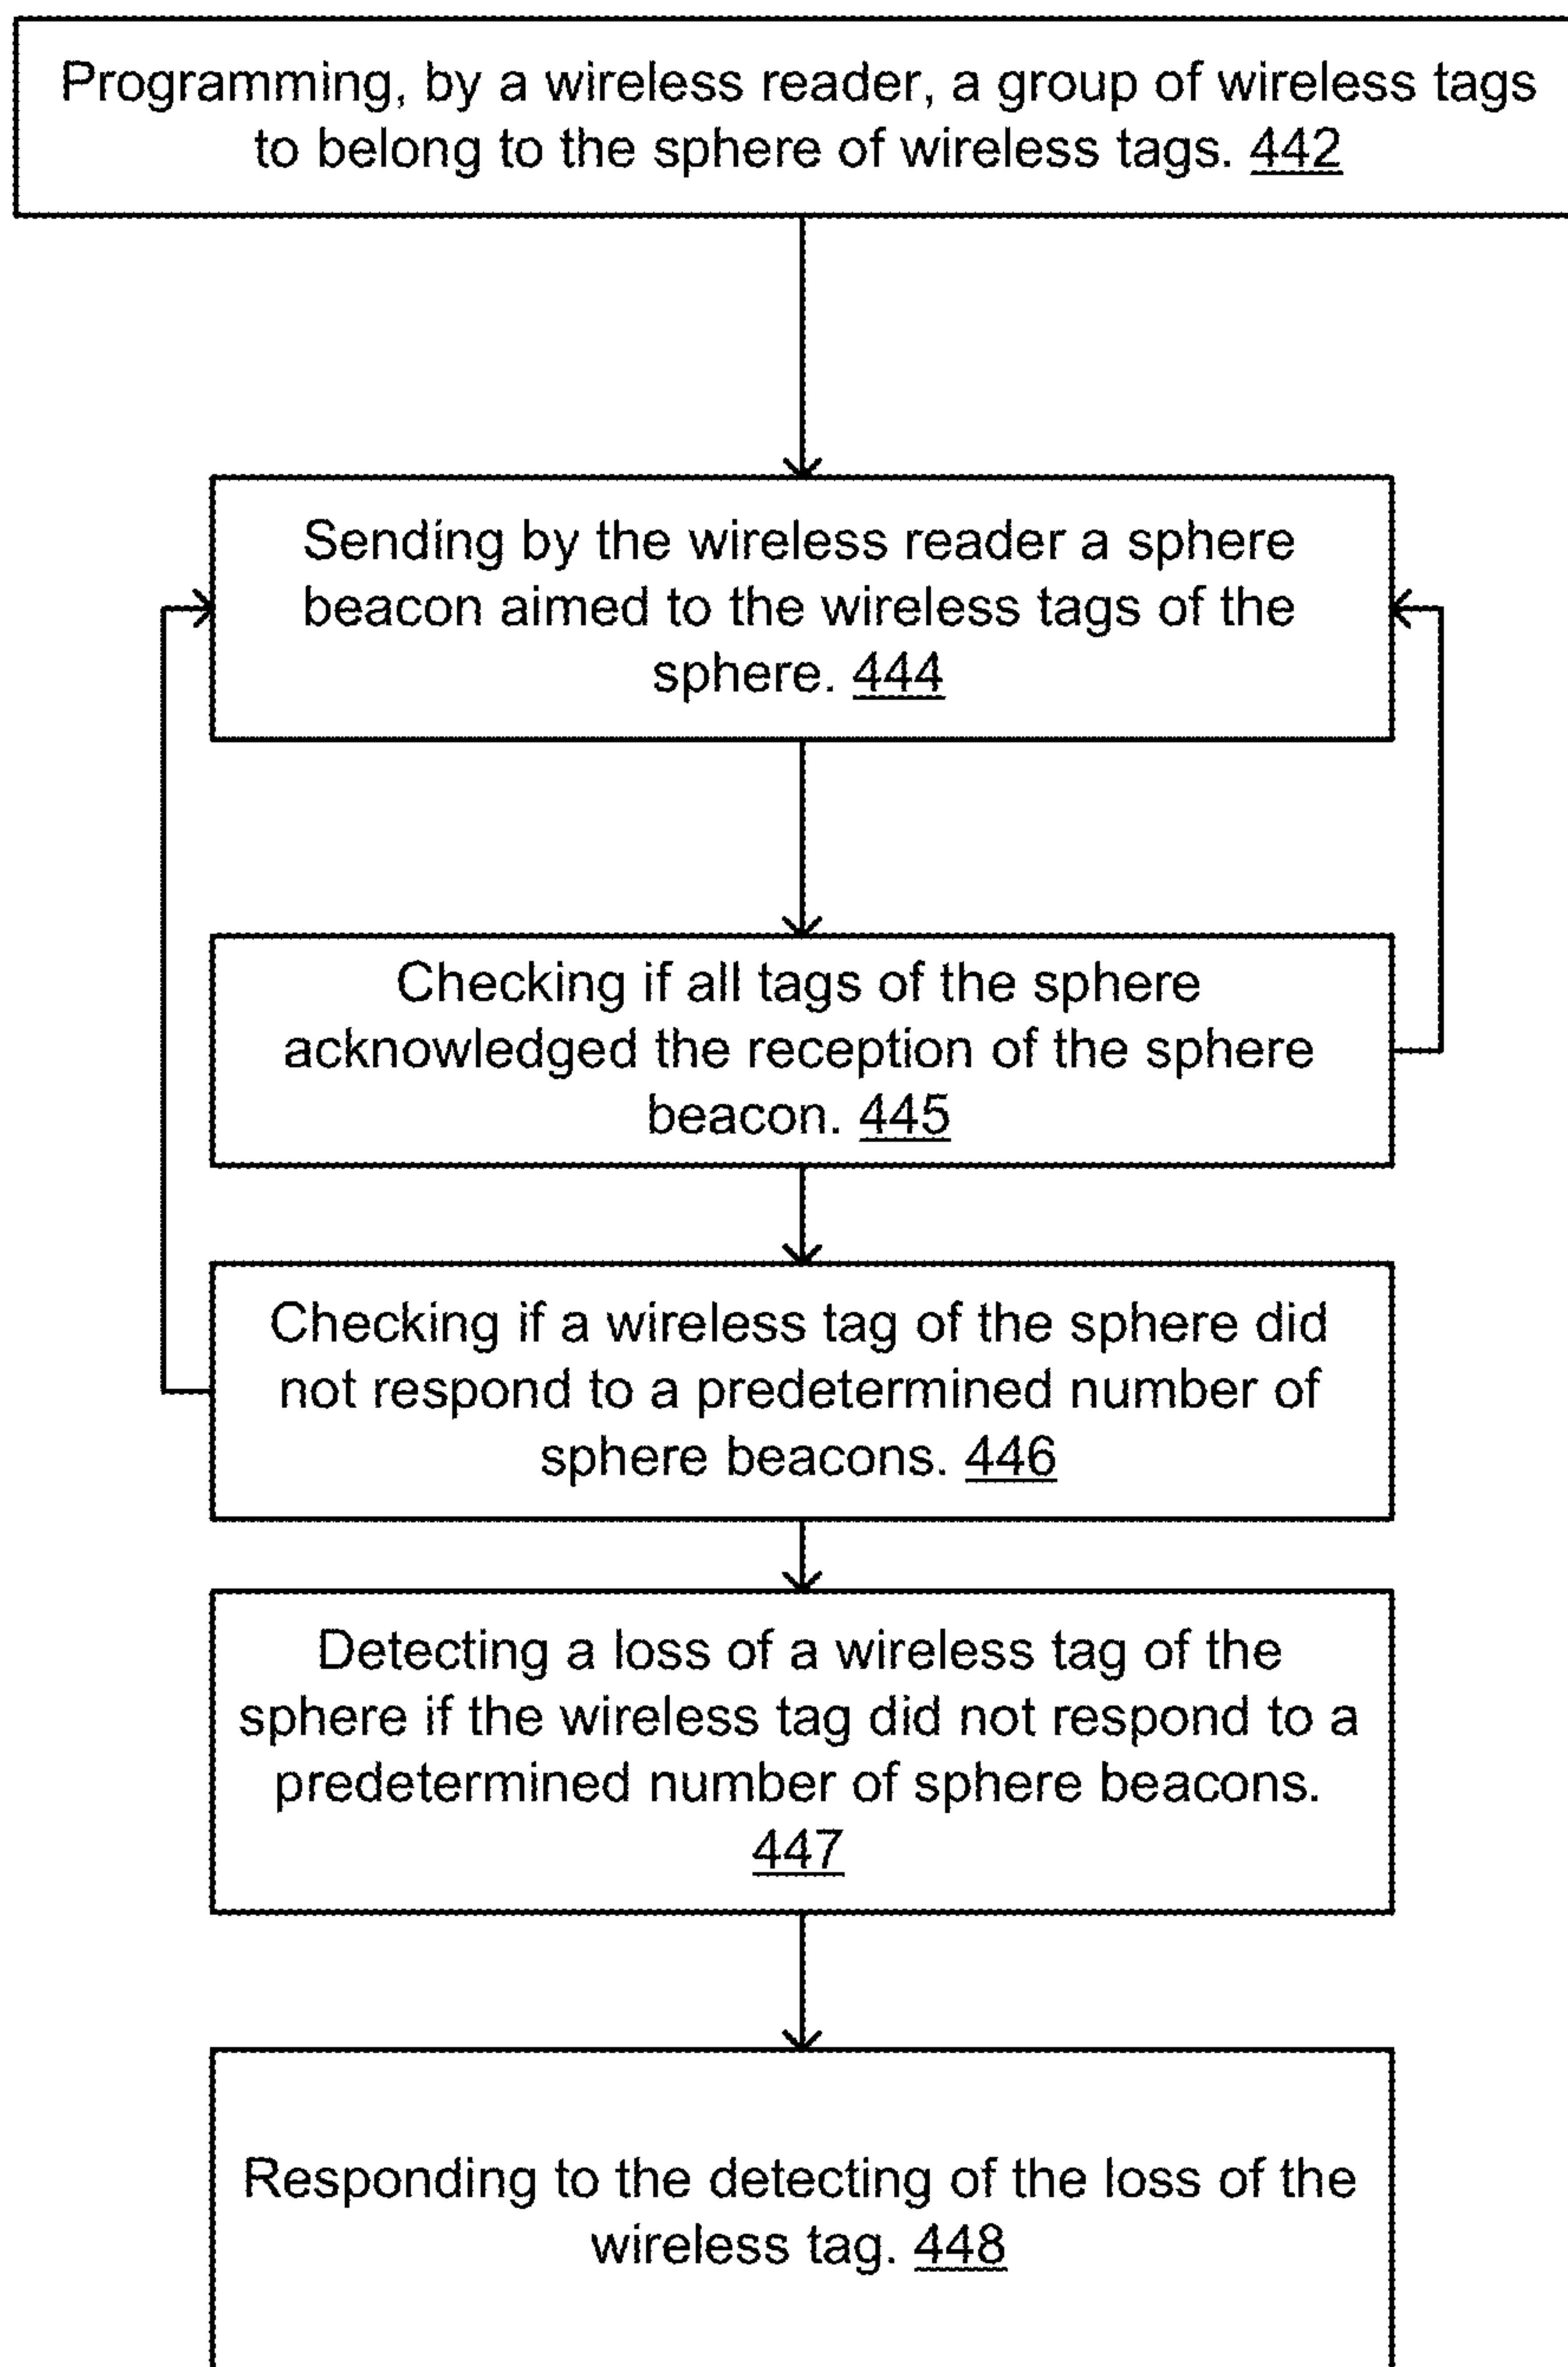 Programming, by a wireless reader, a group of wireless tags
to belong to the sphere of wireless tags. 442
Sending by the wireless reader a sphere
beacon aimed to the wireless tags of the
sphere. 444
Checking if all tags of the sphere
acknowledged the reception of the sphere
beacon. 445
Checking if a wireless tag of the sphere did
not respond to a predetermined number of
sphere beacons. 446
Detecting a loss of a wireless tag of the
sphere if the wireless tag did not respond to a
predetermined number of sphere beacons.
447
Responding to the detecting of the loss of the
wireless tag. 448